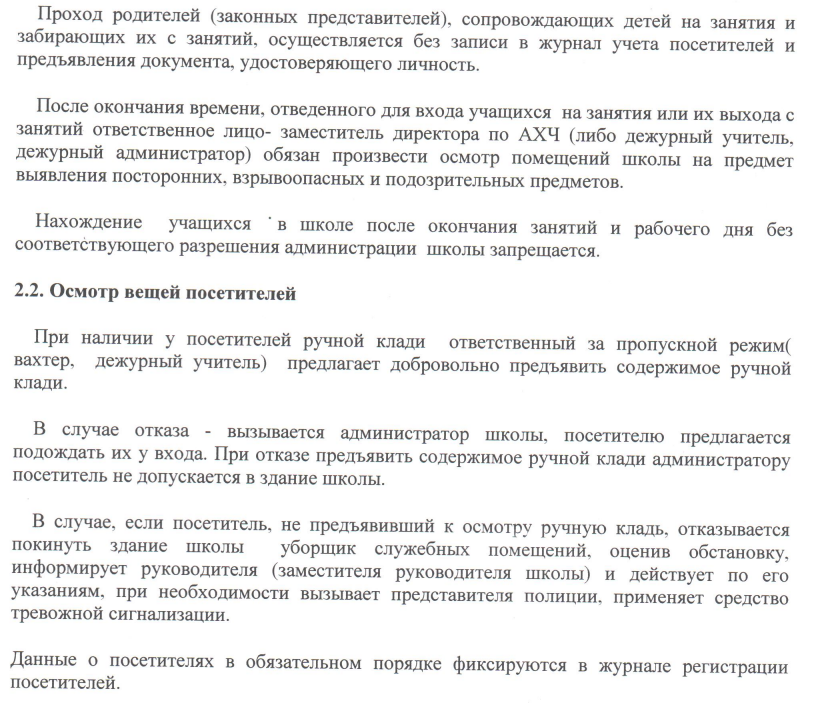 Проход родителей (законных представителей), сопровождающих детей на занятия и
забирающих их с занятий, осуществляется без записи в журнал учета посетителей и
предъявления документа, удостоверяющего личность.
После окончания времени, отведенного для входа учащихся на занятия или их выхода с
занятий ответственное лицо- заместитель директора по АХЧ (либо дежурный учитель,
дежурный администратор) обязан произвести осмотр помещений школы на предмет
выявления посторонних, взрывоопасных и подозрительных предметов.
Нахождение учащихся в школе после окончания занятий и рабочего дня без
соответствующего разрешения администрации школы запрещается.
2.2. Осмотр вещей посетителей
При наличии у посетителей ручной клади ответственный за пропускной режим(
вахтер, дежурный учитель) предлагает добровольно предъявить содержимое ручной
клади.
В случае отказа - вызывается администратор школы, посетителю предлагается
подождать их у входа. При отказе предъявить содержимое ручной клади администратору
посетитель не допускается в здание школы.
В случае, если посетитель, не предъявивший к осмотру ручную кладь, отказывается
покинуть здание школы уборщик служебных помещений, оценив обстановку,
информирует руководителя (заместителя руководителя школы) и действует по его
указаниям, при необходимости вызывает представителя полиции, применяет средство
тревожной сигнализации.
Данные о посетителях в обязательном порядке фиксируются в журнале регистрации
посетителей.